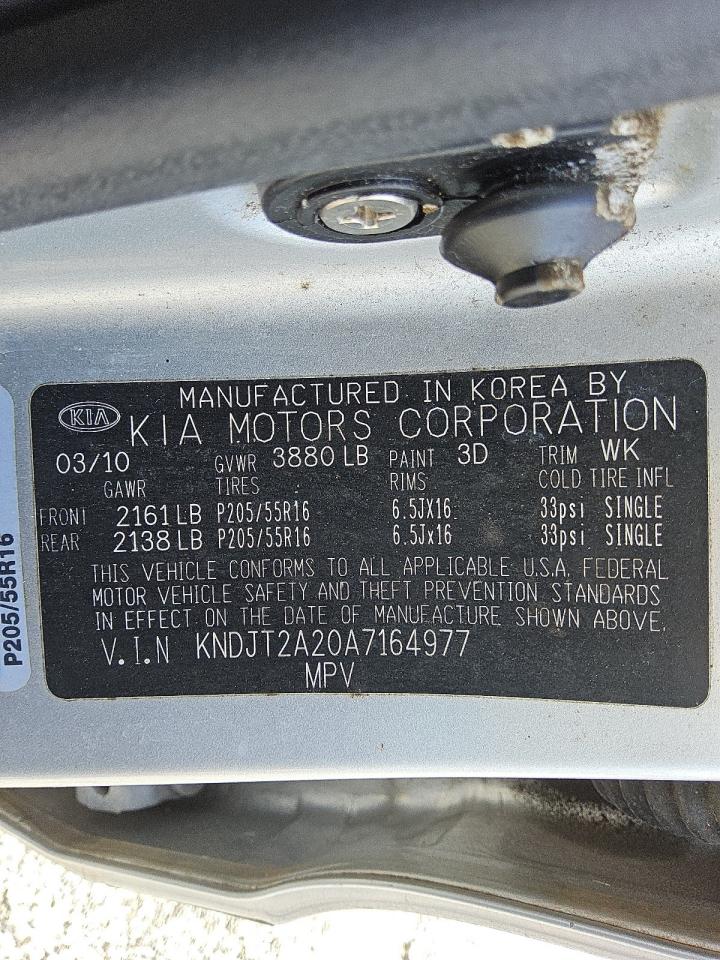 MANUFACTURED IN KOREA BY
KIA KIA MOTORS CORPORATION
03/10 GVWR 3880 LB PAINT 3D TRIM WK
GAWR TIRES RIMS COLD TIRE INFL
FRONT 2161 LB P205/55R16 6.5JX16 33psi SINGLE
REAR 2138 LB P205/55R16 6.5Jx16 33psi SINGLE
THIS VEHICLE CONFORMS TO ALL APPLICABLE U.S.A. FEDERAL
MOTOR VEHICLE SAFETY AND THEFT PREVENTION STANDARDS
IN EFFECT ON THE DATE OF MANUFACTURE SHOWN ABOVE.
V.I.N KNDJT2A20A7164977
MPV
P205/55R16